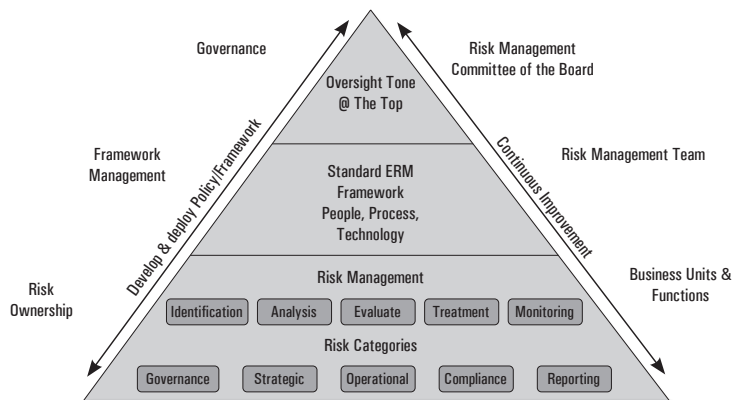 Governance
Risk Management
Committee of the Board
Oversight Tone
@ The Top
Framework
Management
Develop & deploy Policy/Framework
Continuous Improvement
Risk Management Team
Standard ERM
Framework
People, Process,
Technology
Risk
Ownership
Business Units &
Functions
Risk Management
Identification
Analysis
Evaluate
Treatment
Monitoring
Risk Categories
Governance
Strategic
Operational
Compliance
Reporting